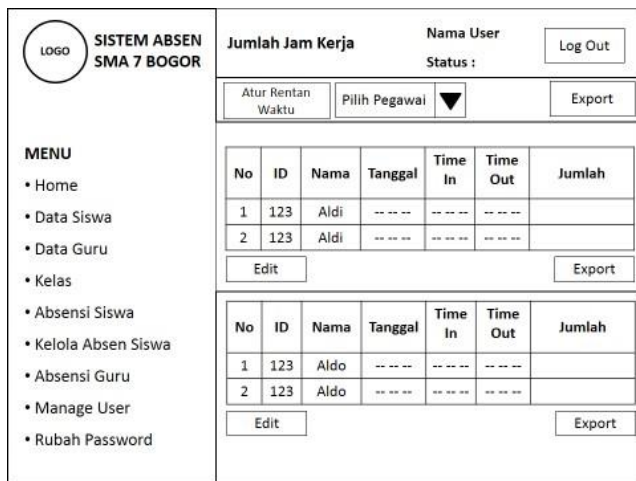 LOGO
SISTEM ABSEN
SMA 7 BOGOR
Jumlah Jam Kerja
Nama User
Status :
Log Out
Atur Rentan
Waktu
Pilih Pegawai
Export
MENU
• Home
• Data Siswa
• Data Guru
• Kelas
• Absensi Siswa
• Kelola Absen Siswa
• Absensi Guru
• Manage User
• Rubah Password
No ID Nama Tanggal Time In Time Out Jumlah
1 123 Aldi -- -- -- -- -- -- -- -- --
2 123 Aldi -- -- -- -- -- -- -- -- --
Edit Export
No ID Nama Tanggal Time In Time Out Jumlah
1 123 Aldo -- -- -- -- -- -- -- -- --
2 123 Aldo -- -- -- -- -- -- -- -- --
Edit Export